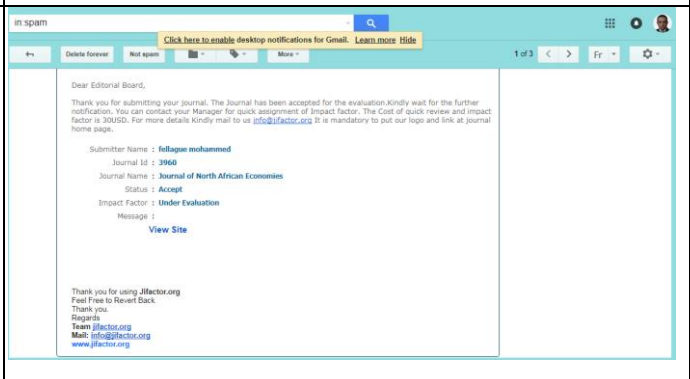 in:spam
Click here to enable desktop notifications for Gmail. Learn more Hide
Delete forever Not spam More 1 of 3 Fr
Dear Editorial Board,
Thank you for submitting your journal. The Journal has been accepted for the evaluation.Kindly wait for the further
notification. You can contact your Manager for quick assignment of Impact factor. The Cost of quick review and impact
factor is 30USD. For more details Kindly mail to us info@jifactor.org It is mandatory to put our logo and link at journal
home page.
Submitter Name : fellague mohammed
Journal Id : 3960
Journal Name : Journal of North African Economies
Status : Accept
Impact Factor : Under Evaluation
Message :
View Site
Thank you for using Jifactor.org
Feel Free to Revert Back
Thank you.
Regards
Team jifactor.org
Mail: info@jifactor.org
www.jifactor.org